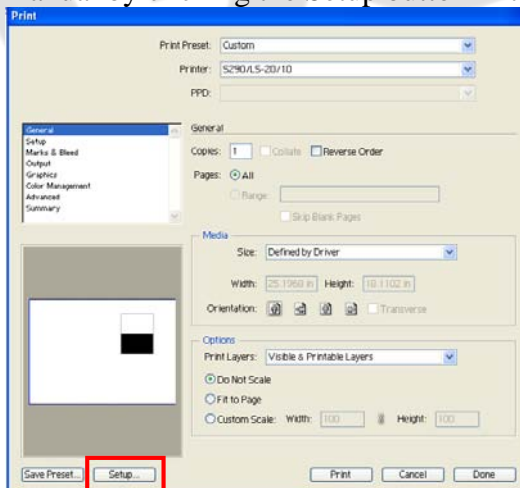 Print
Print Preset: Custom
Printer: S290/LS-20/10
PPD:
General
Setup
Marks & Bleed
Output
Graphics
Color Management
Advanced
Summary
General
Copies: 1 Collate Reverse Order
Pages: All
Range:
Skip Blank Pages
Media
Size: Defined by Driver
Width: 25.1968 in Height: 18.1102 in
Orientation: Transverse
Options
Print Layers: Visible & Printable Layers
Do Not Scale
Fit to Page
Custom Scale: Width: 100 Height: 100
Save Preset... Setup... Print Cancel Done